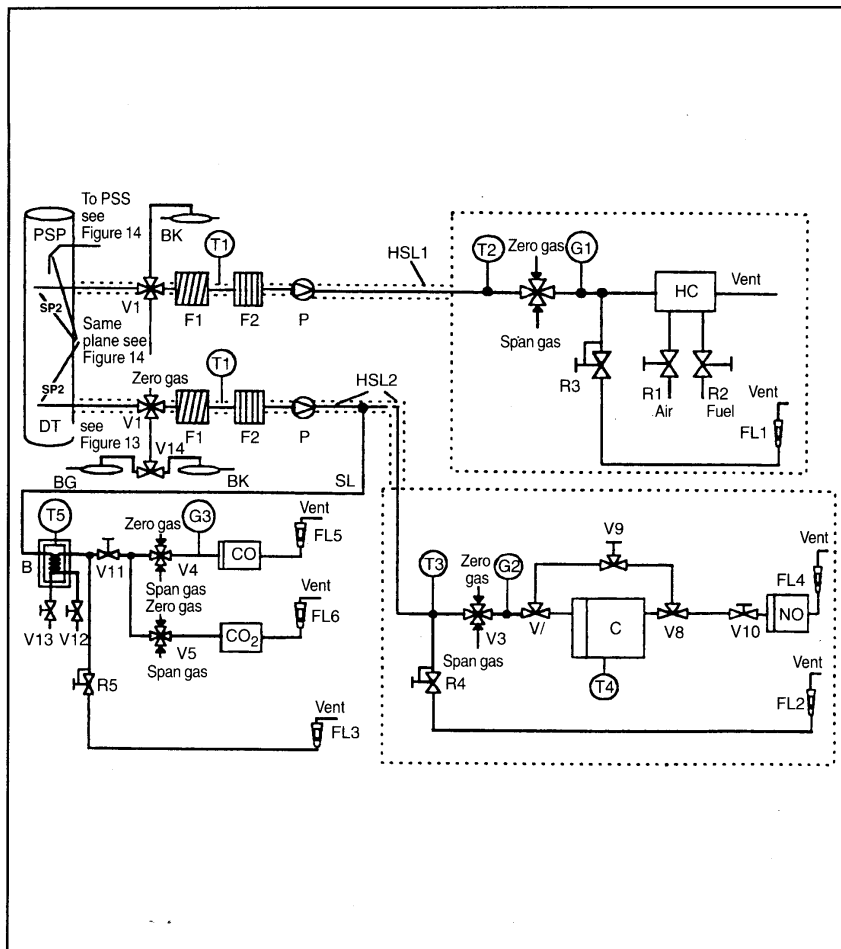 To PSS
see
Figure 14
PSP
BK
T1
HSL1
T2
Zero gas
G1
HC
Vent
V1
F1
F2
P
Span gas
SP2
Same
plane see
Figure 14
R3
R1
Air
R2
Fuel
Vent
FL1
SP2
Zero gas
T1
HSL2
DT
see
Figure 13
V1
F1
F2
P
V14
BG
BK
SL
T5
Zero gas
G3
Vent
FL5
B
V11
V4
CO
Span gas
Zero gas
Vent
FL6
V13
V12
V5
CO2
Span gas
R5
Vent
FL3
V9
T3
Zero
gas
G2
Vent
FL4
V3
V/
C
V8
V10
NO
Span gas
R4
T4
Vent
FL2